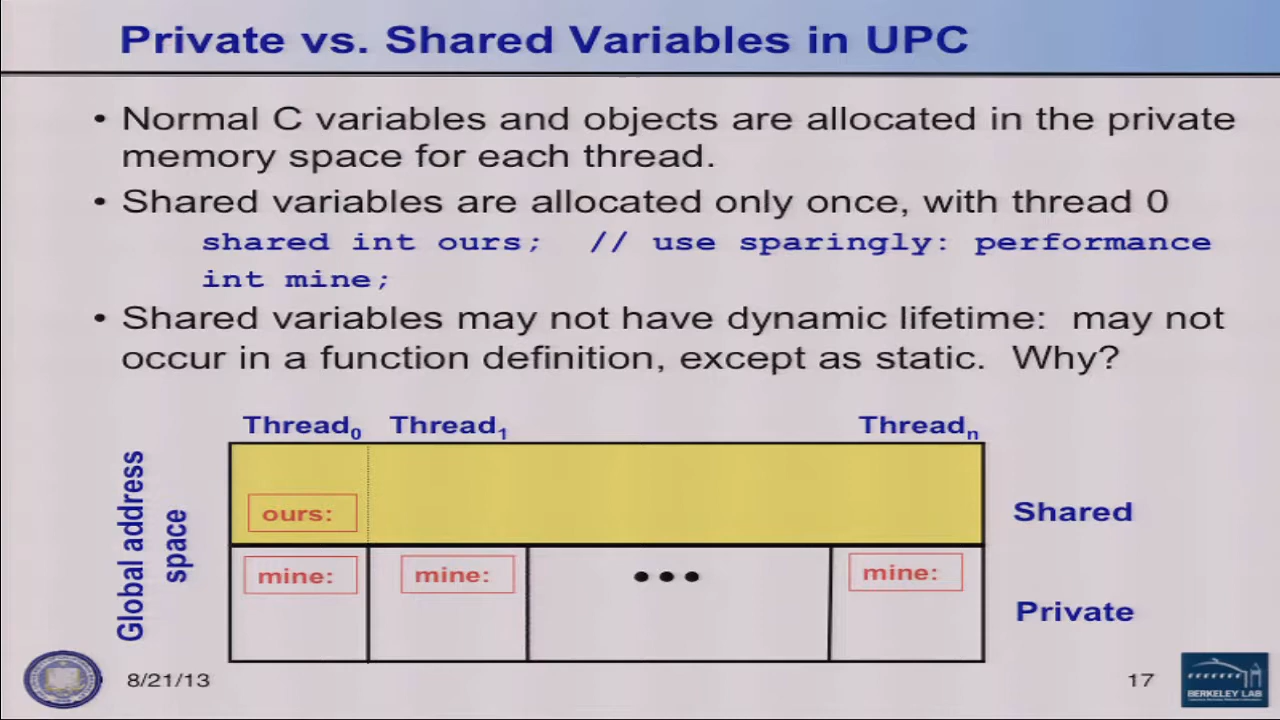 Private vs. Shared Variables in UPC
• Normal C variables and objects are allocated in the private
memory space for each thread.
• Shared variables are allocated only once, with thread 0
shared int ours;  // use sparingly: performance
int mine;
• Shared variables may not have dynamic lifetime:  may not
occur in a function definition, except as static.  Why?
Thread0 Thread1 Threadn
Global address
space
ours:
Shared
mine: mine: ••• mine:
Private
8/21/13
17
BERKELEY LAB